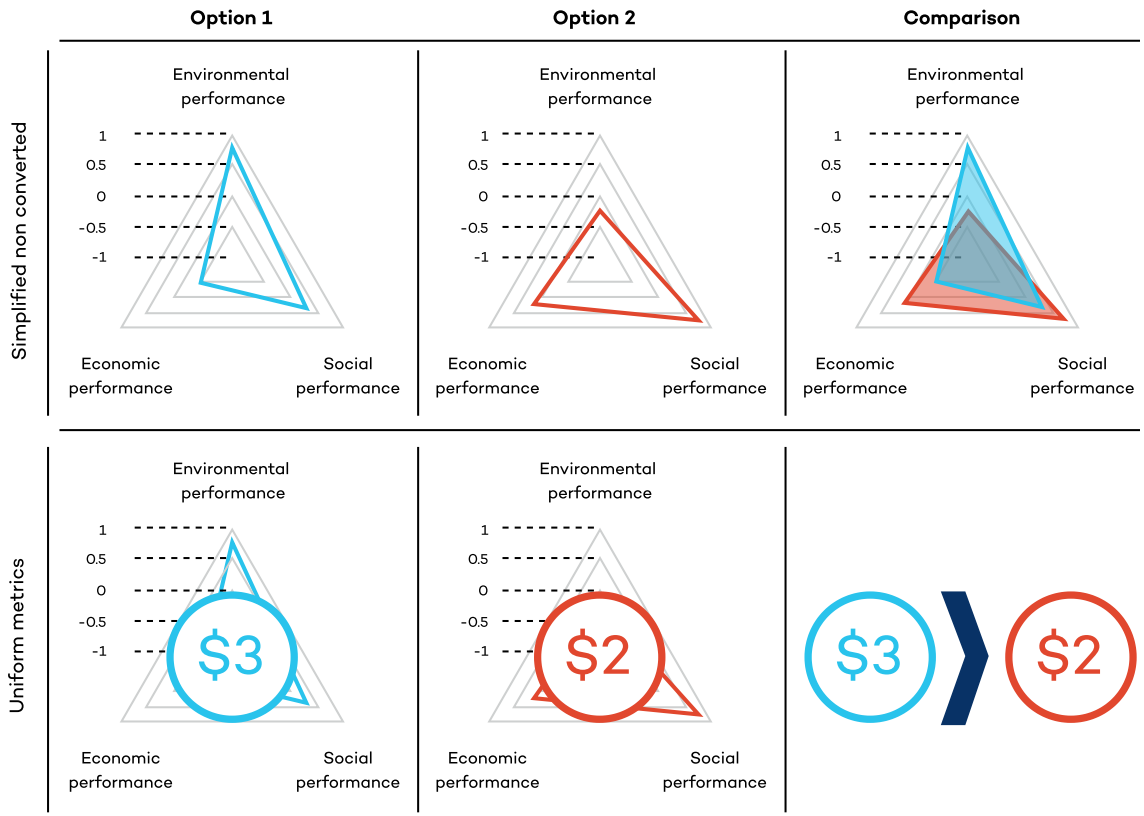 Option 1
Option 2
Comparison
Simplified non converted
Environmental
performance
1
0.5
0
-0.5
-1
Economic
performance
Social
performance
Environmental
performance
1
0.5
0
-0.5
-1
Economic
performance
Social
performance
Environmental
performance
1
0.5
0
-0.5
-1
Economic
performance
Social
performance
Uniform metrics
Environmental
performance
1
0.5
0
-0.5
-1
$3
Economic
performance
Social
performance
Environmental
performance
1
0.5
0
-0.5
-1
$2
Economic
performance
Social
performance
$3
$2